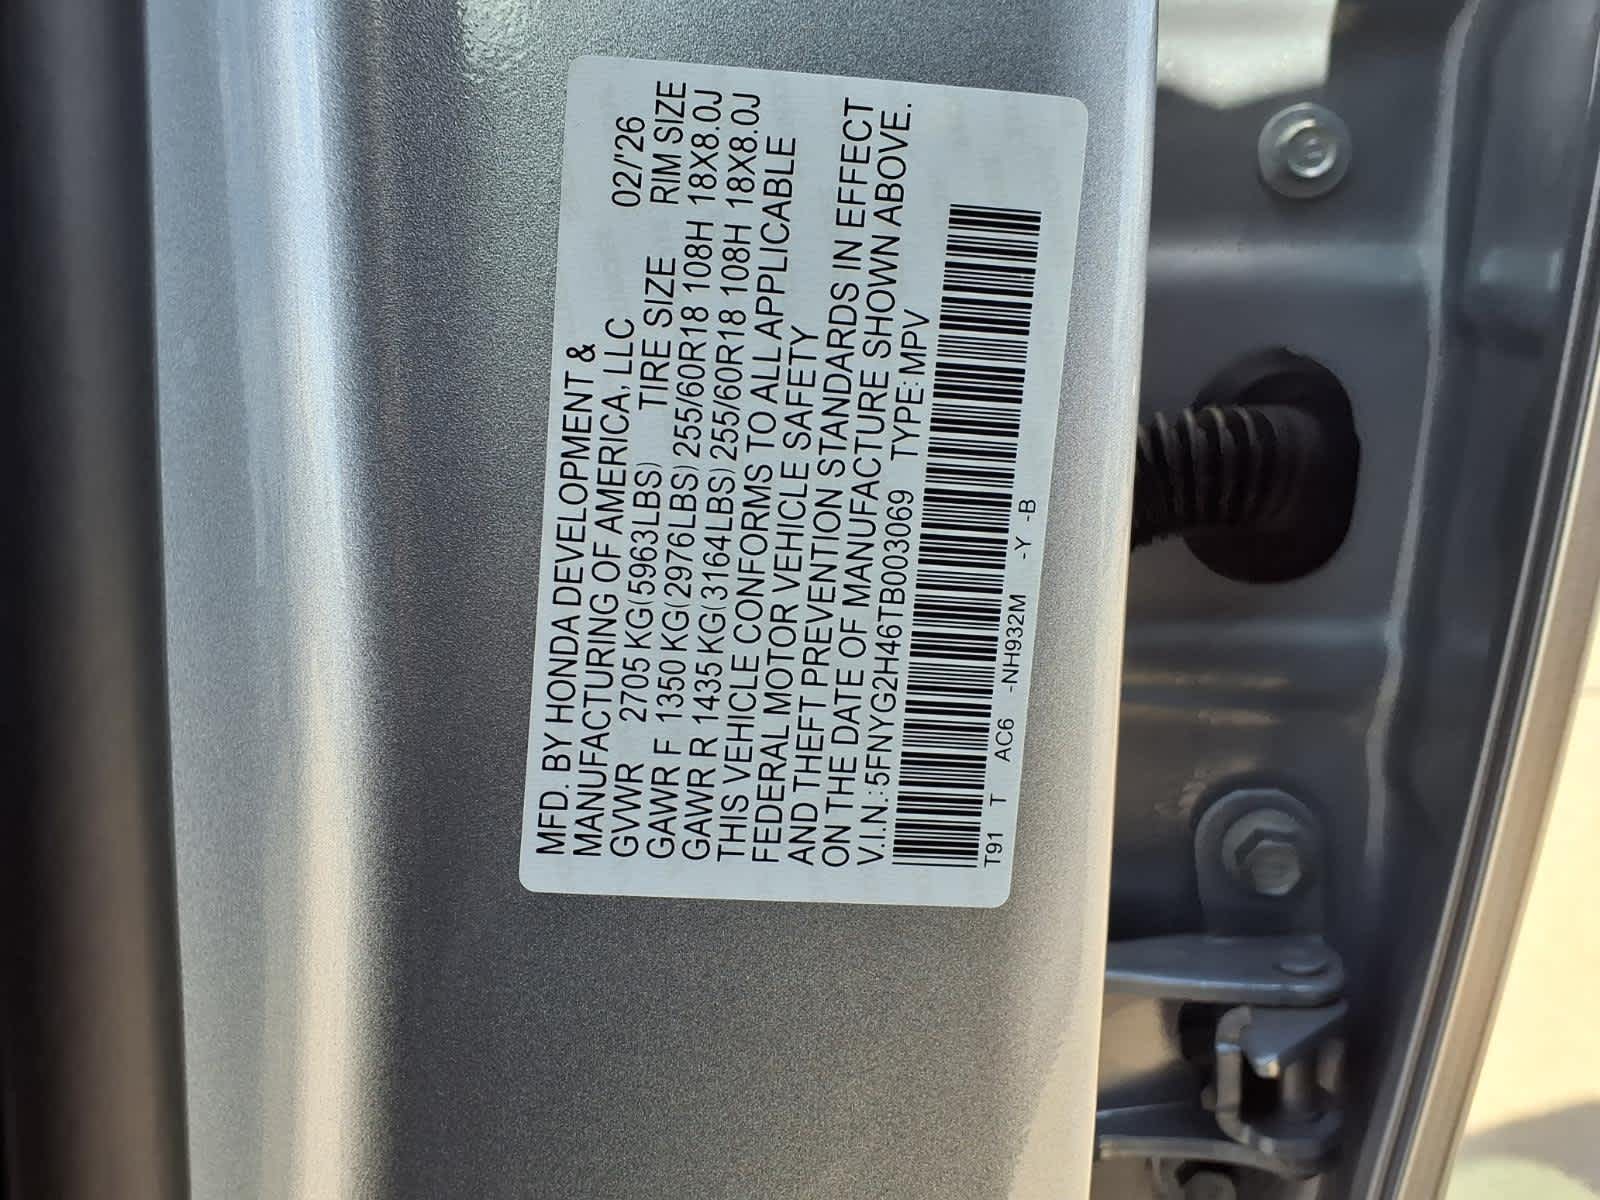 MFD. BY HONDA DEVELOPMENT &
MANUFACTURING OF AMERICA, LLC 02/'26
GVWR 2705 KG(5963LBS) TIRE SIZE RIM SIZE
GAWR F 1350 KG(2976LBS) 255/60R18 108H 18X8.0J
GAWR R 1435 KG(3164LBS) 255/60R18 108H 18X8.0J
THIS VEHICLE CONFORMS TO ALL APPLICABLE
FEDERAL MOTOR VEHICLE SAFETY
AND THEFT PREVENTION STANDARDS IN EFFECT
ON THE DATE OF MANUFACTURE SHOWN ABOVE.
V.I.N.: 5FNYG2H46TB003069 TYPE: MPV
T91 T AC6 -NH932M -Y -B